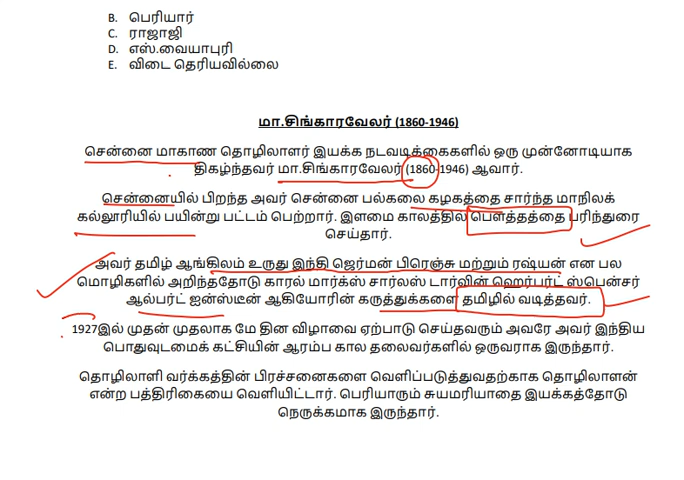 B. பெரியார்
C. ராஜாஜி
D. எஸ்.வையாபுரி
E. விடை தெரியவில்லை
மா.சிங்காரவேலர் (1860-1946)
சென்னை மாகாண தொழிலாளர் இயக்க நடவடிக்கைகளில் ஒரு முன்னோடியாக
திகழ்ந்தவர் மா.சிங்காரவேலர் (1860-1946) ஆவார்.
சென்னையில் பிறந்த அவர் சென்னை பல்கலை கழகத்தை சார்ந்த மாநிலக்
கல்லூரியில் பயின்று பட்டம் பெற்றார். இளமை காலத்தில் பௌத்தத்தை பரிந்துரை
செய்தார்.
அவர் தமிழ் ஆங்கிலம் உருது இந்தி ஜெர்மன் பிரெஞ்சு மற்றும் ரஷ்யன் என பல
மொழிகளில் அறிந்ததோடு காரல் மார்க்ஸ் சார்லஸ் டார்வின் ஹெர்பர்ட் ஸ்பென்சர்
ஆல்பர்ட் ஐன்ஸ்டீன் ஆகியோரின் கருத்துக்களை தமிழில் வடித்தவர்.
1927இல் முதன் முதலாக மே தின விழாவை ஏற்பாடு செய்தவரும் அவரே அவர் இந்திய
பொதுவுடமைக் கட்சியின் ஆரம்ப கால தலைவர்களில் ஒருவராக இருந்தார்.
தொழிலாளி வர்க்கத்தின் பிரச்சனைகளை வெளிப்படுத்துவதற்காக தொழிலாளன்
என்ற பத்திரிகையை வெளியிட்டார். பெரியாரும் சுயமரியாதை இயக்கத்தோடு
நெருக்கமாக இருந்தார்.